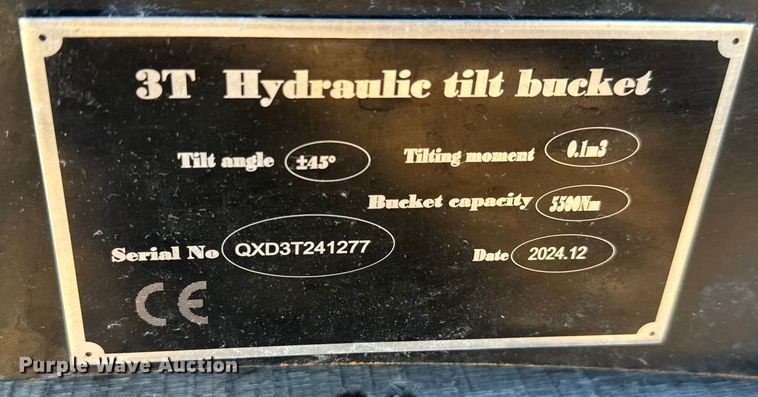 3T Hydraulic tilt bucket
Tilt angle ±45° Tilting moment 0.1m3
Bucket capacity 5500Nm
Serial No QXD3T241277 Date 2024.12
CE
Purple Wave Auction